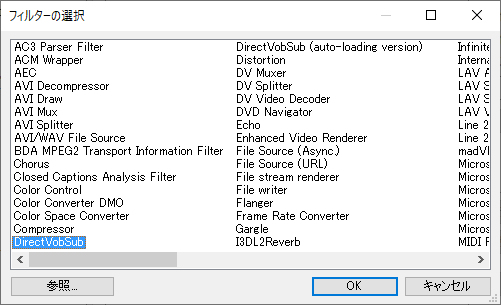 フィルターの選択
AC3 Parser Filter
ACM Wrapper
AEC
AVI Decompressor
AVI Draw
AVI Mux
AVI Splitter
AVI/WAV File Source
BDA MPEG2 Transport Information Filter
Chorus
Closed Captions Analysis Filter
Color Control
Color Converter DMO
Color Space Converter
Compressor
DirectVobSub
DirectVobSub (auto-loading version)
Distortion
DV Muxer
DV Splitter
DV Video Decoder
DVD Navigator
Echo
Enhanced Video Renderer
File Source (Async.)
File Source (URL)
File stream renderer
File writer
Flanger
Frame Rate Converter
Gargle
I3DL2Reverb
Infinite
Interna
LAV A
LAV S
LAV V
Line 2
Line 2
madVI
Micros
Micros
Micros
Micros
Micros
Micros
MIDI F
参照...
OK
キャンセル